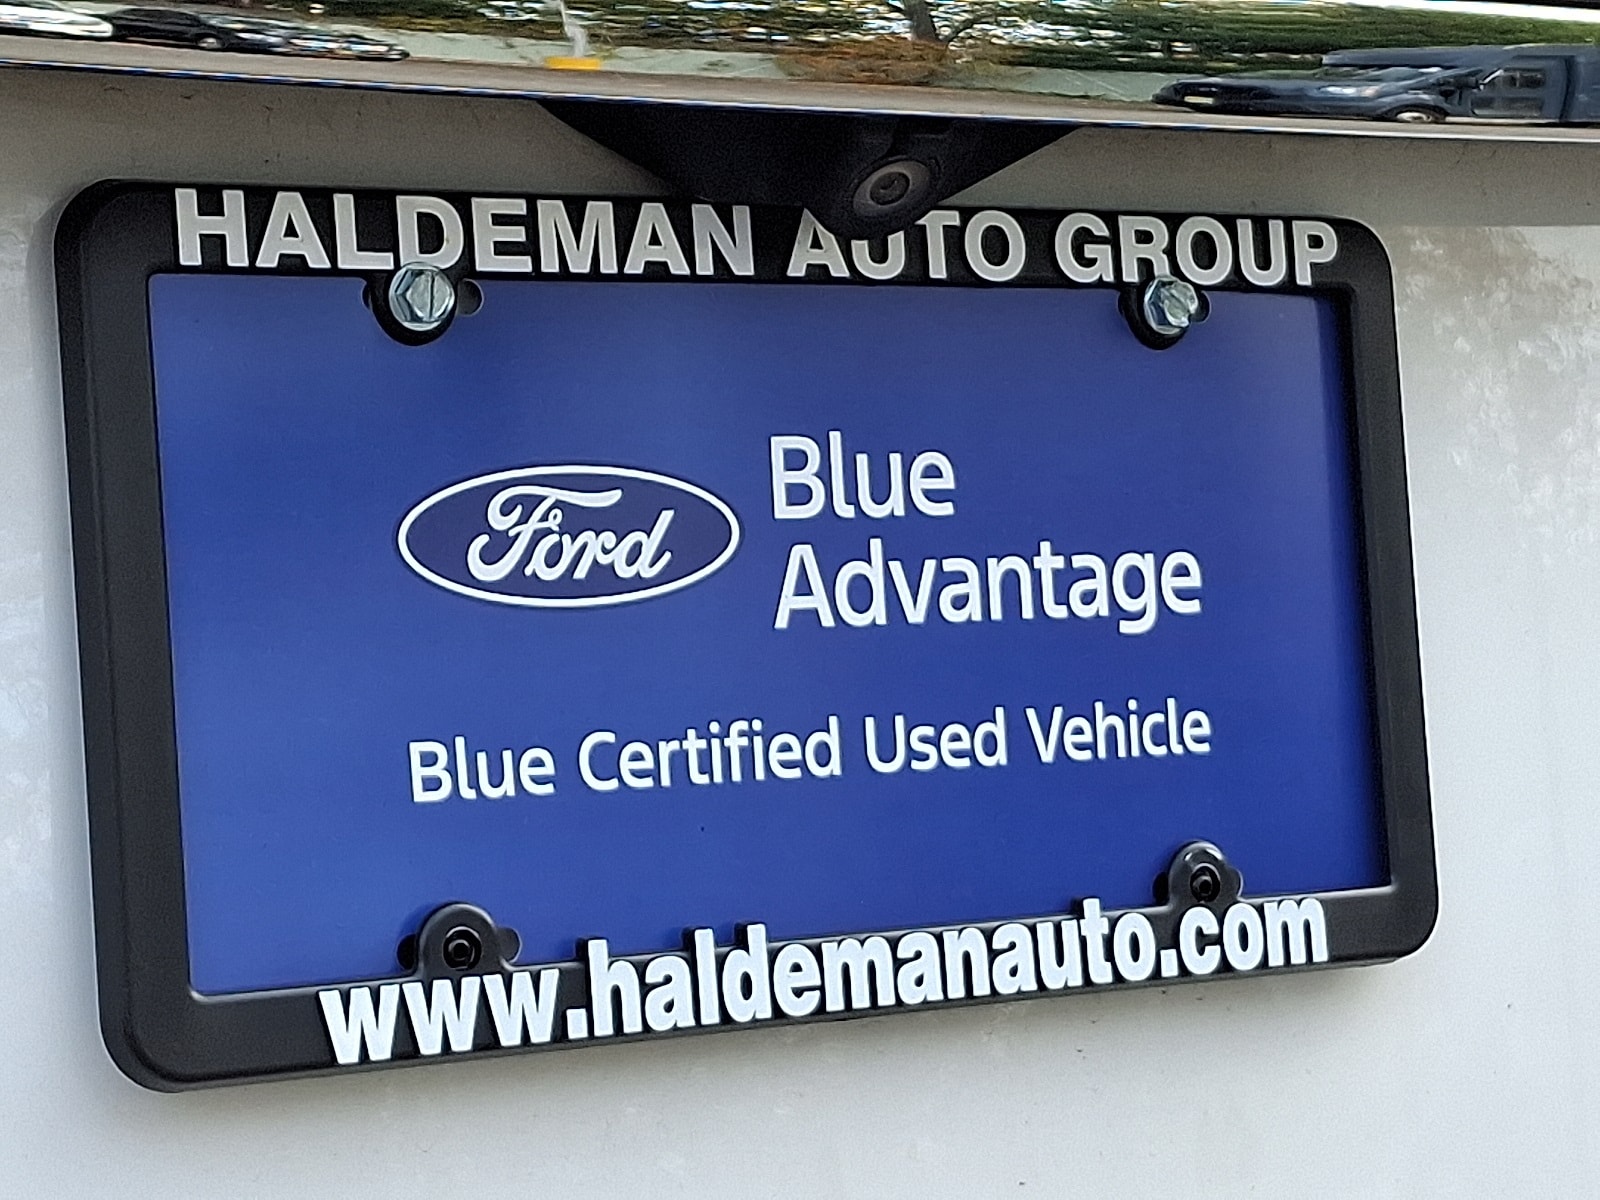 HALDEMAN AUTO GROUP
Ford
Blue
Advantage
Blue Certified Used Vehicle
www.haldemanauto.com